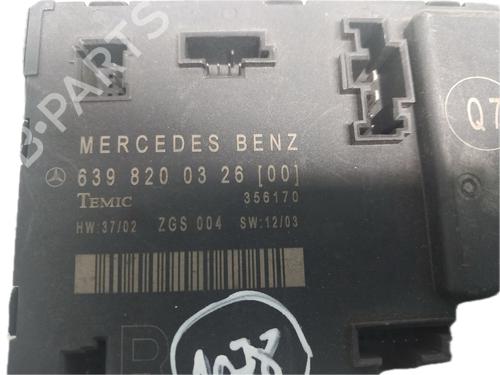 B-PARTS
Q7
MERCEDES BENZ
639 820 03 26 [00]
TEMIC 356170
HW:37/02 ZGS 004 SW:12/03
B